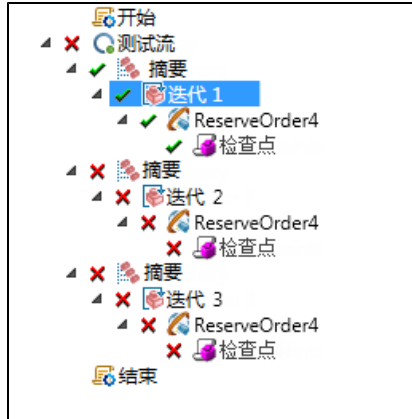 开始
测试流
摘要
迭代 1
ReserveOrder4
检查点
摘要
迭代 2
ReserveOrder4
检查点
摘要
迭代 3
ReserveOrder4
检查点
结束